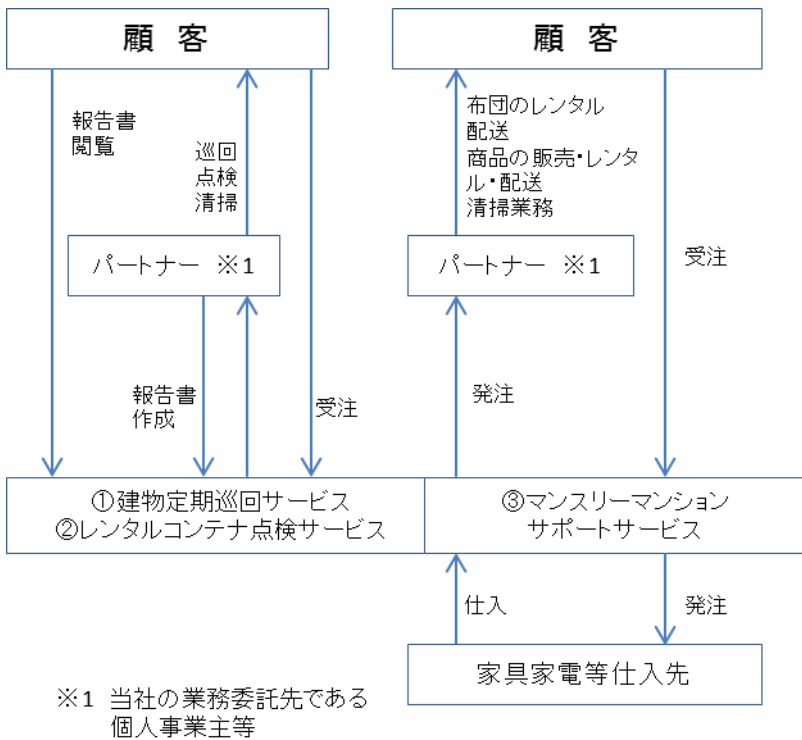 顧 客
顧 客
報告書
閲覧
巡回
点検
清掃
布団のレンタル
配送
商品の販売・レンタ
ル・配送
清掃業務
パートナー ※1
パートナー ※1
受注
報告書
作成
受注
発注
①建物定期巡回サービス
②レンタルコンテナ点検サービス
③マンスリーマンション
サポートサービス
仕入
発注
家具家電等仕入先
※1 当社の業務委託先である
個人事業主等